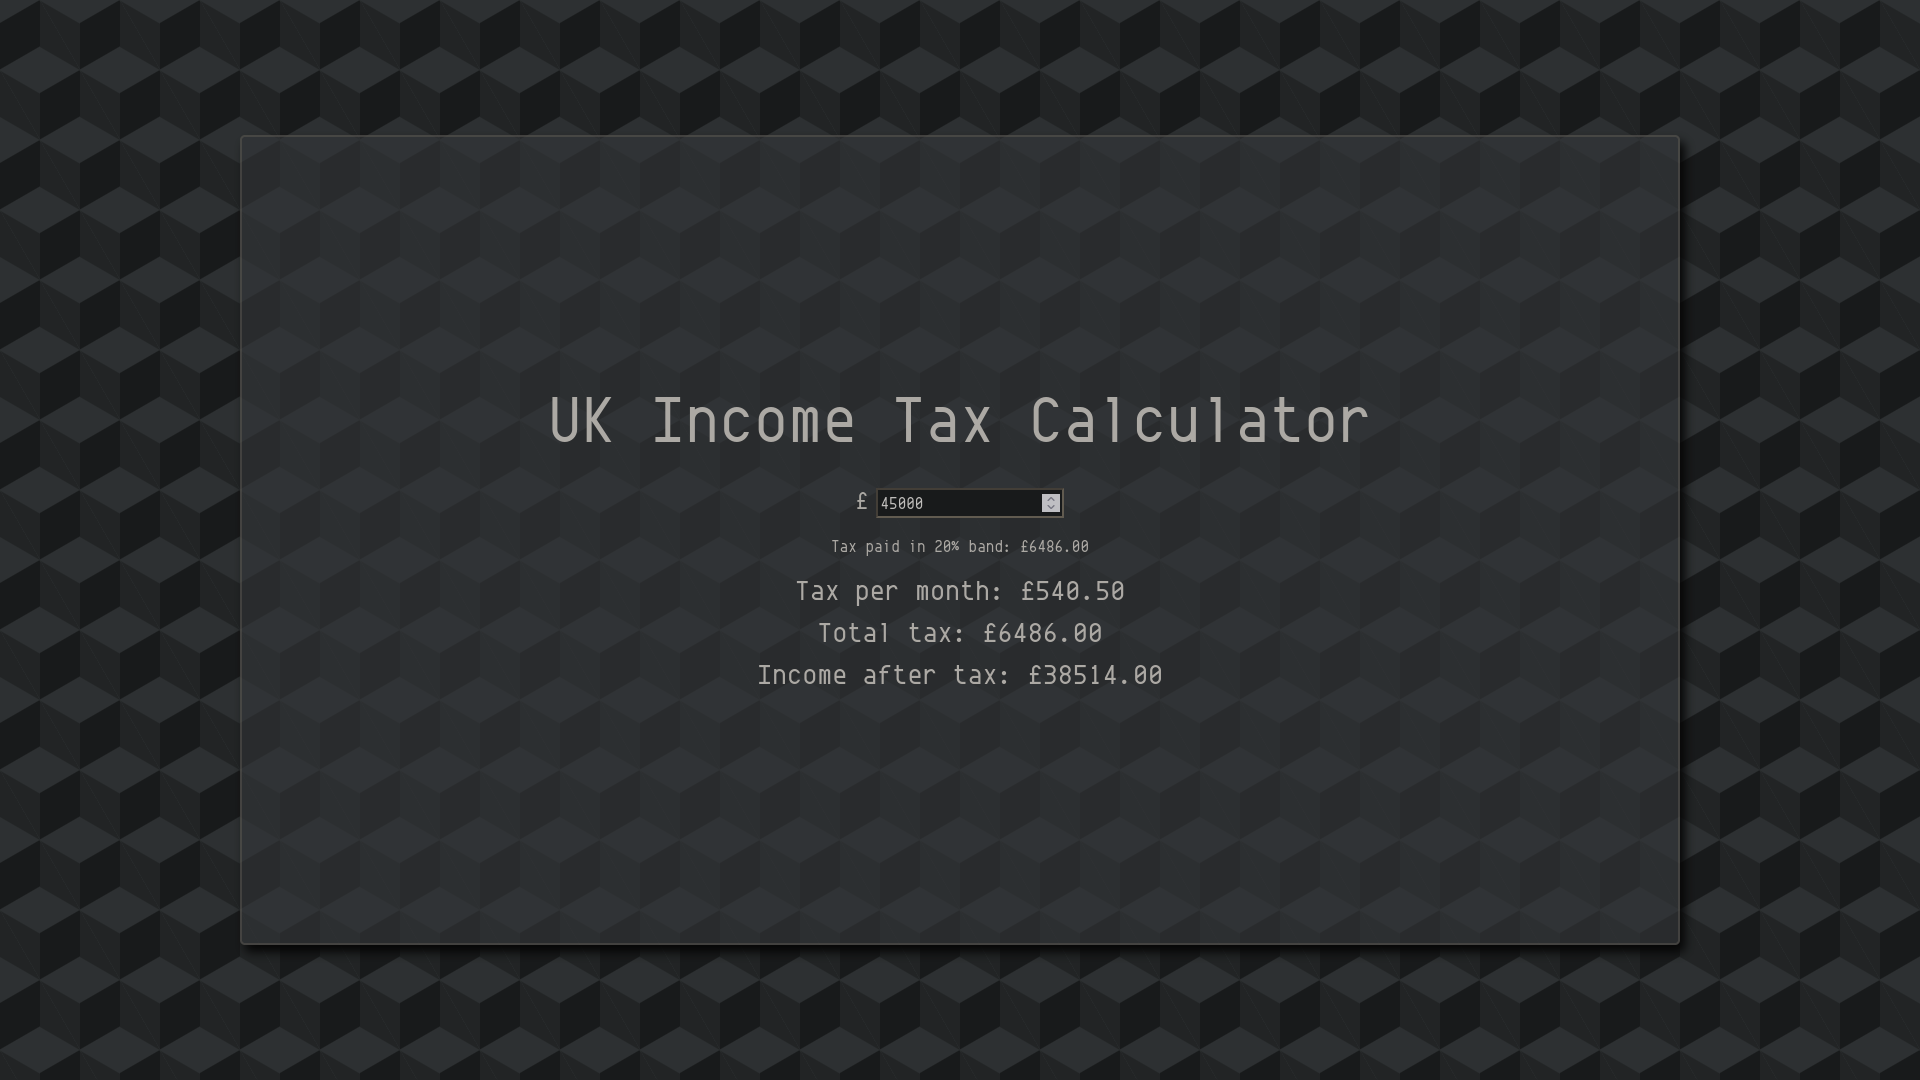 UK Income Tax Calculator
£ 45000
Tax paid in 20% band: £6486.00
Tax per month: £540.50
Total tax: £6486.00
Income after tax: £38514.00